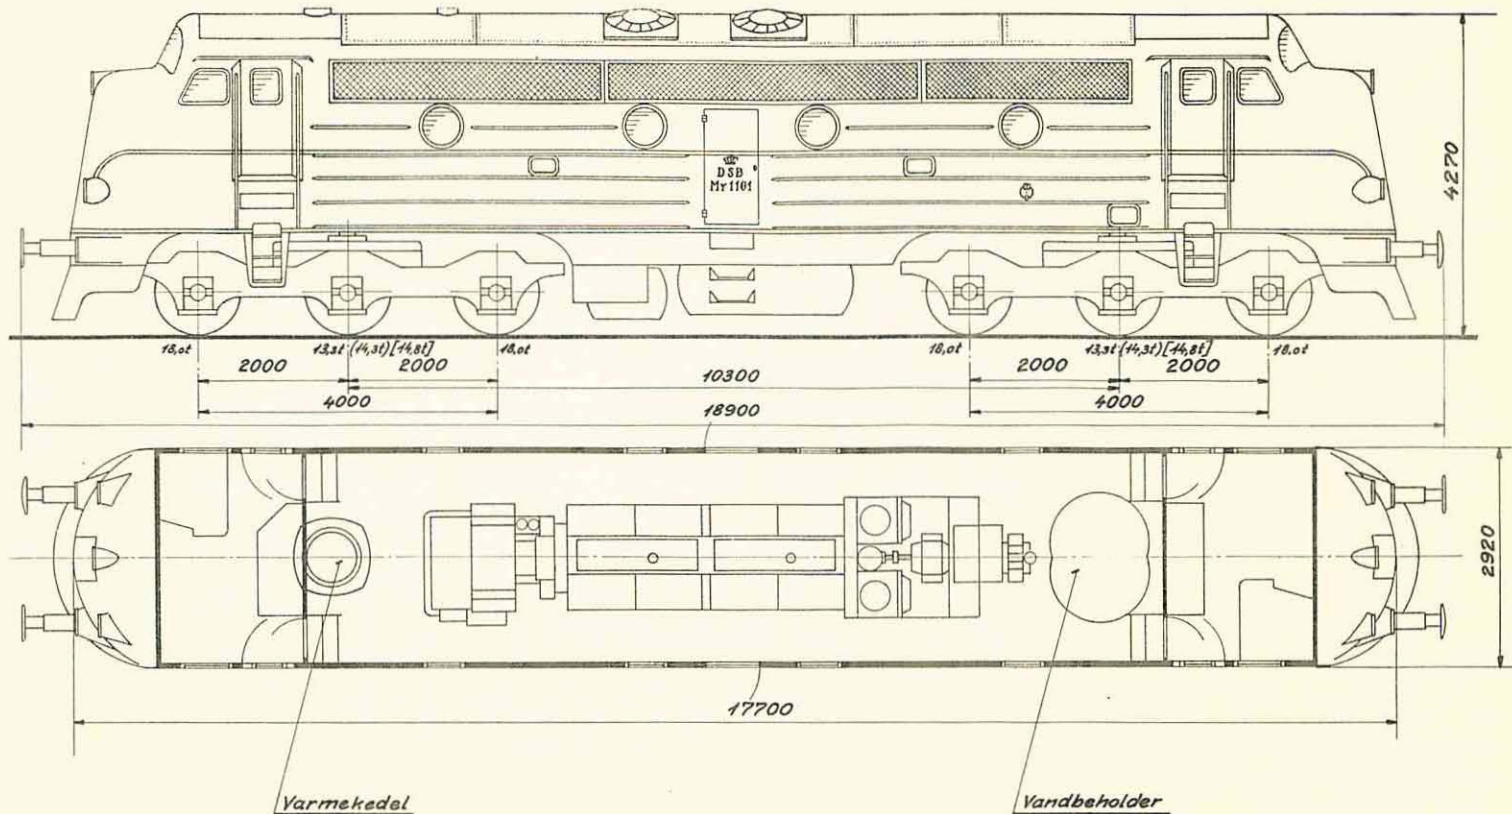 DSB
My 1101
4270
18,0t
13,3t (14,3t) [14,8t]
18,0t
18,0t
13,3t (14,3t) [14,8t]
18,0t
2000
2000
10300
2000
2000
4000
4000
18900
2920
17700
Varmekedel
Vandbeholder